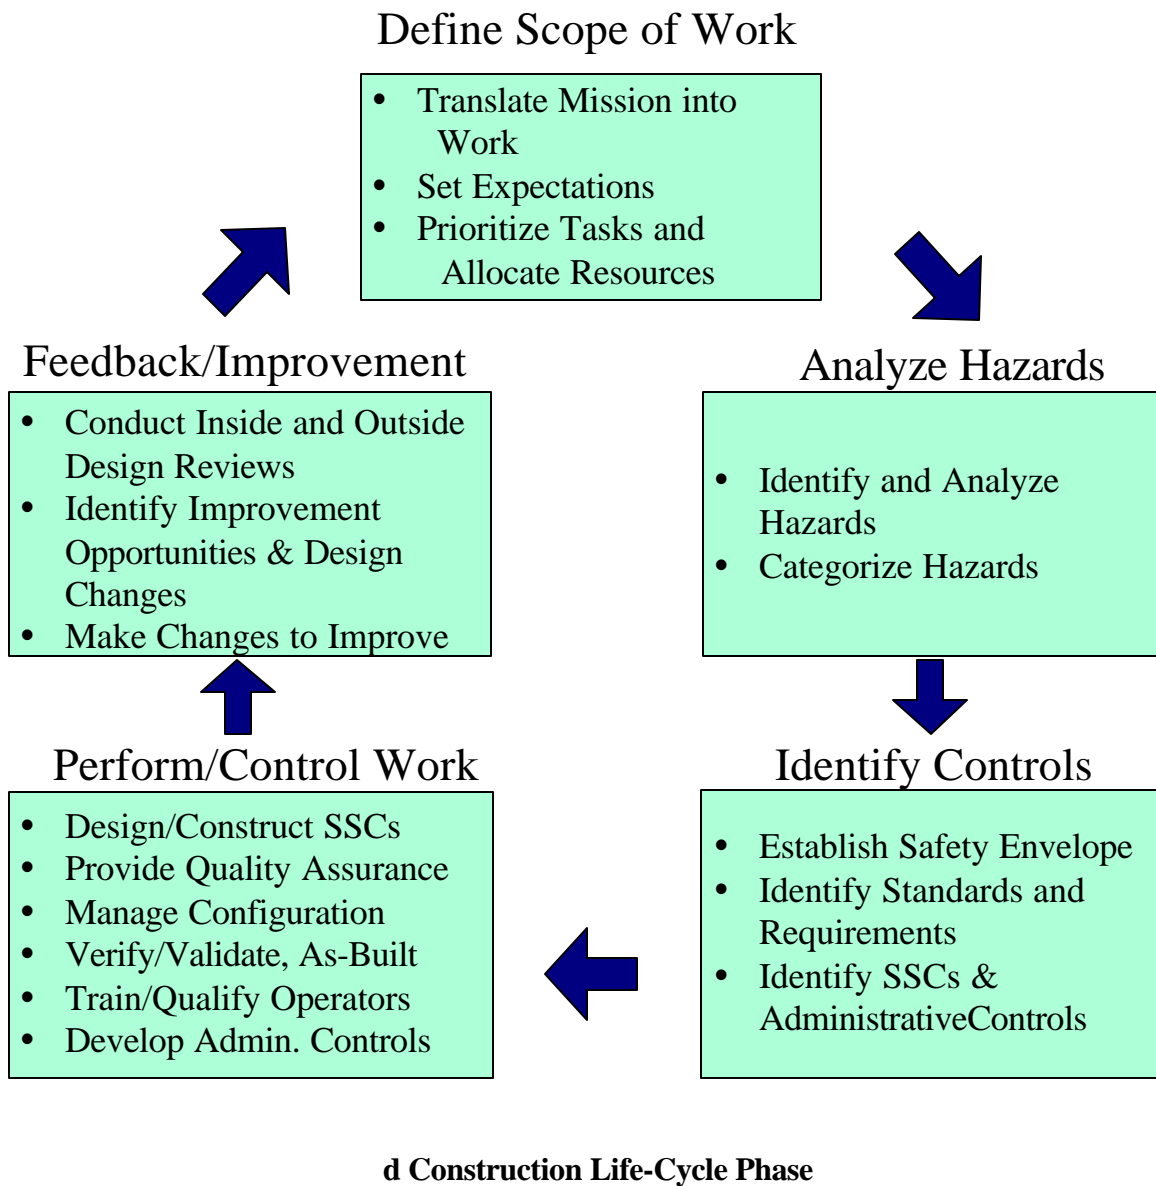 Define Scope of Work
• Translate Mission into
Work
• Set Expectations
• Prioritize Tasks and
Allocate Resources
Analyze Hazards
• Identify and Analyze
Hazards
• Categorize Hazards
Identify Controls
• Establish Safety Envelope
• Identify Standards and
Requirements
• Identify SSCs &
AdministrativeControls
Perform/Control Work
• Design/Construct SSCs
• Provide Quality Assurance
• Manage Configuration
• Verify/Validate, As-Built
• Train/Qualify Operators
• Develop Admin. Controls
Feedback/Improvement
• Conduct Inside and Outside
Design Reviews
• Identify Improvement
Opportunities & Design
Changes
• Make Changes to Improve
d Construction Life-Cycle Phase